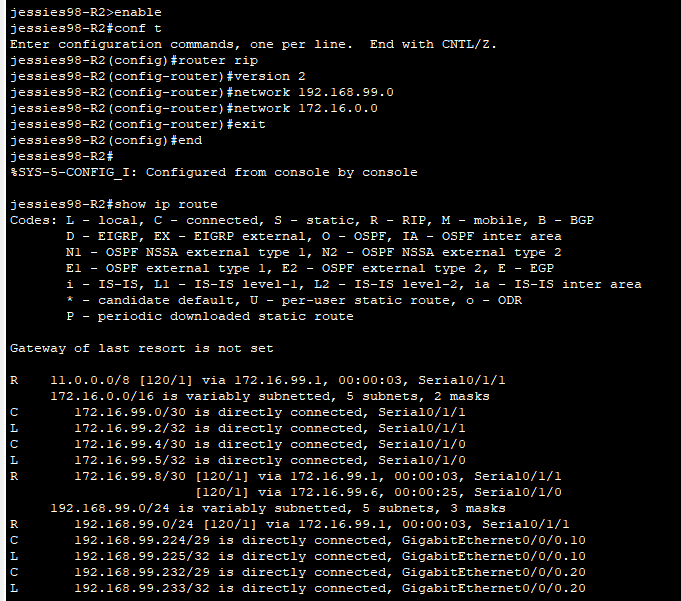 jessies98-R2>enable
jessies98-R2#conf t
Enter configuration commands, one per line.  End with CNTL/Z.
jessies98-R2(config)#router rip
jessies98-R2(config-router)#version 2
jessies98-R2(config-router)#network 192.168.99.0
jessies98-R2(config-router)#network 172.16.0.0
jessies98-R2(config-router)#exit
jessies98-R2(config)#end
jessies98-R2#
%SYS-5-CONFIG_I: Configured from console by console

jessies98-R2#show ip route
Codes: L - local, C - connected, S - static, R - RIP, M - mobile, B - BGP
       D - EIGRP, EX - EIGRP external, O - OSPF, IA - OSPF inter area
       N1 - OSPF NSSA external type 1, N2 - OSPF NSSA external type 2
       E1 - OSPF external type 1, E2 - OSPF external type 2, E - EGP
       i - IS-IS, L1 - IS-IS level-1, L2 - IS-IS level-2, ia - IS-IS inter area
       * - candidate default, U - per-user static route, o - ODR
       P - periodic downloaded static route

Gateway of last resort is not set

R    11.0.0.0/8 [120/1] via 172.16.99.1, 00:00:03, Serial0/1/1
     172.16.0.0/16 is variably subnetted, 5 subnets, 2 masks
C       172.16.99.0/30 is directly connected, Serial0/1/1
L       172.16.99.2/32 is directly connected, Serial0/1/1
C       172.16.99.4/30 is directly connected, Serial0/1/0
L       172.16.99.5/32 is directly connected, Serial0/1/0
R       172.16.99.8/30 [120/1] via 172.16.99.1, 00:00:03, Serial0/1/1
                       [120/1] via 172.16.99.6, 00:00:25, Serial0/1/0
     192.168.99.0/24 is variably subnetted, 5 subnets, 3 masks
R       192.168.99.0/24 [120/1] via 172.16.99.1, 00:00:03, Serial0/1/1
C       192.168.99.224/29 is directly connected, GigabitEthernet0/0/0.10
L       192.168.99.225/32 is directly connected, GigabitEthernet0/0/0.10
C       192.168.99.232/29 is directly connected, GigabitEthernet0/0/0.20
L       192.168.99.233/32 is directly connected, GigabitEthernet0/0/0.20